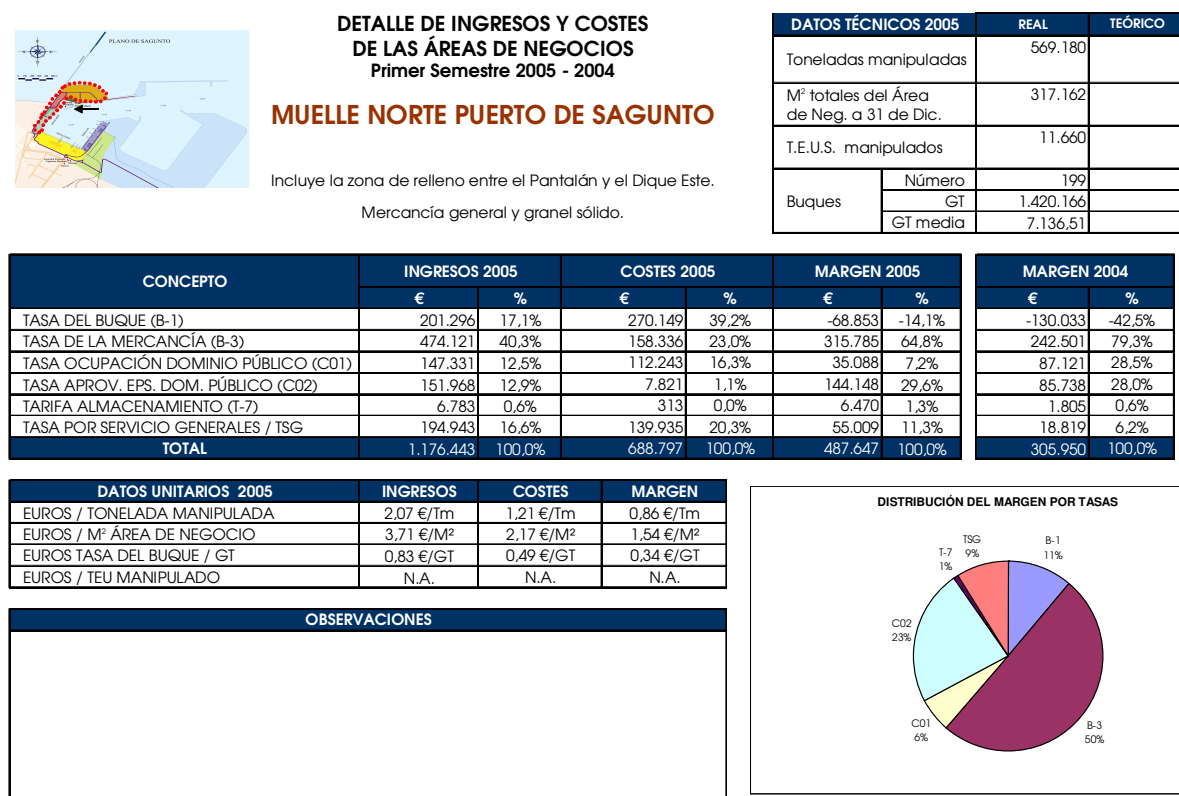 PLANO DE SAGUNTO
DETALLE DE INGRESOS Y COSTES
DE LAS ÁREAS DE NEGOCIOS
Primer Semestre 2005 - 2004
MUELLE NORTE PUERTO DE SAGUNTO
Incluye la zona de relleno entre el Pantalán y el Dique Este.
Mercancía general y granel sólido.
DATOS TÉCNICOS 2005 REAL TEÓRICO
Toneladas manipuladas 569.180
M² totales del Área
de Neg. a 31 de Dic. 317.162
T.E.U.S. manipulados 11.660
Buques Número 199
GT 1.420.166
GT media 7.136,51
CONCEPTO INGRESOS 2005 COSTES 2005 MARGEN 2005 MARGEN 2004
€ % € % € % € %
TASA DEL BUQUE (B-1) 201.296 17,1% 270.149 39,2% -68.853 -14,1% -130.033 -42,5%
TASA DE LA MERCANCÍA (B-3) 474.121 40,3% 158.336 23,0% 315.785 64,8% 242.501 79,3%
TASA OCUPACIÓN DOMINIO PÚBLICO (C01) 147.331 12,5% 112.243 16,3% 35.088 7,2% 87.121 28,5%
TASA APROV. EPS. DOM. PÚBLICO (C02) 151.968 12,9% 7.821 1,1% 144.148 29,6% 85.738 28,0%
TARIFA ALMACENAMIENTO (T-7) 6.783 0,6% 313 0,0% 6.470 1,3% 1.805 0,6%
TASA POR SERVICIO GENERALES / TSG 194.943 16,6% 139.935 20,3% 55.009 11,3% 18.819 6,2%
TOTAL 1.176.443 100,0% 688.797 100,0% 487.647 100,0% 305.950 100,0%
DATOS UNITARIOS 2005 INGRESOS COSTES MARGEN
EUROS / TONELADA MANIPULADA 2,07 €/Tm 1,21 €/Tm 0,86 €/Tm
EUROS / M² ÁREA DE NEGOCIO 3,71 €/M² 2,17 €/M² 1,54 €/M²
EUROS TASA DEL BUQUE / GT 0,83 €/GT 0,49 €/GT 0,34 €/GT
EUROS / TEU MANIPULADO N.A. N.A. N.A.
OBSERVACIONES
DISTRIBUCIÓN DEL MARGEN POR TASAS
TSG
9%
B-1
11%
T-7
1%
C02
23%
C01
6%
B-3
50%